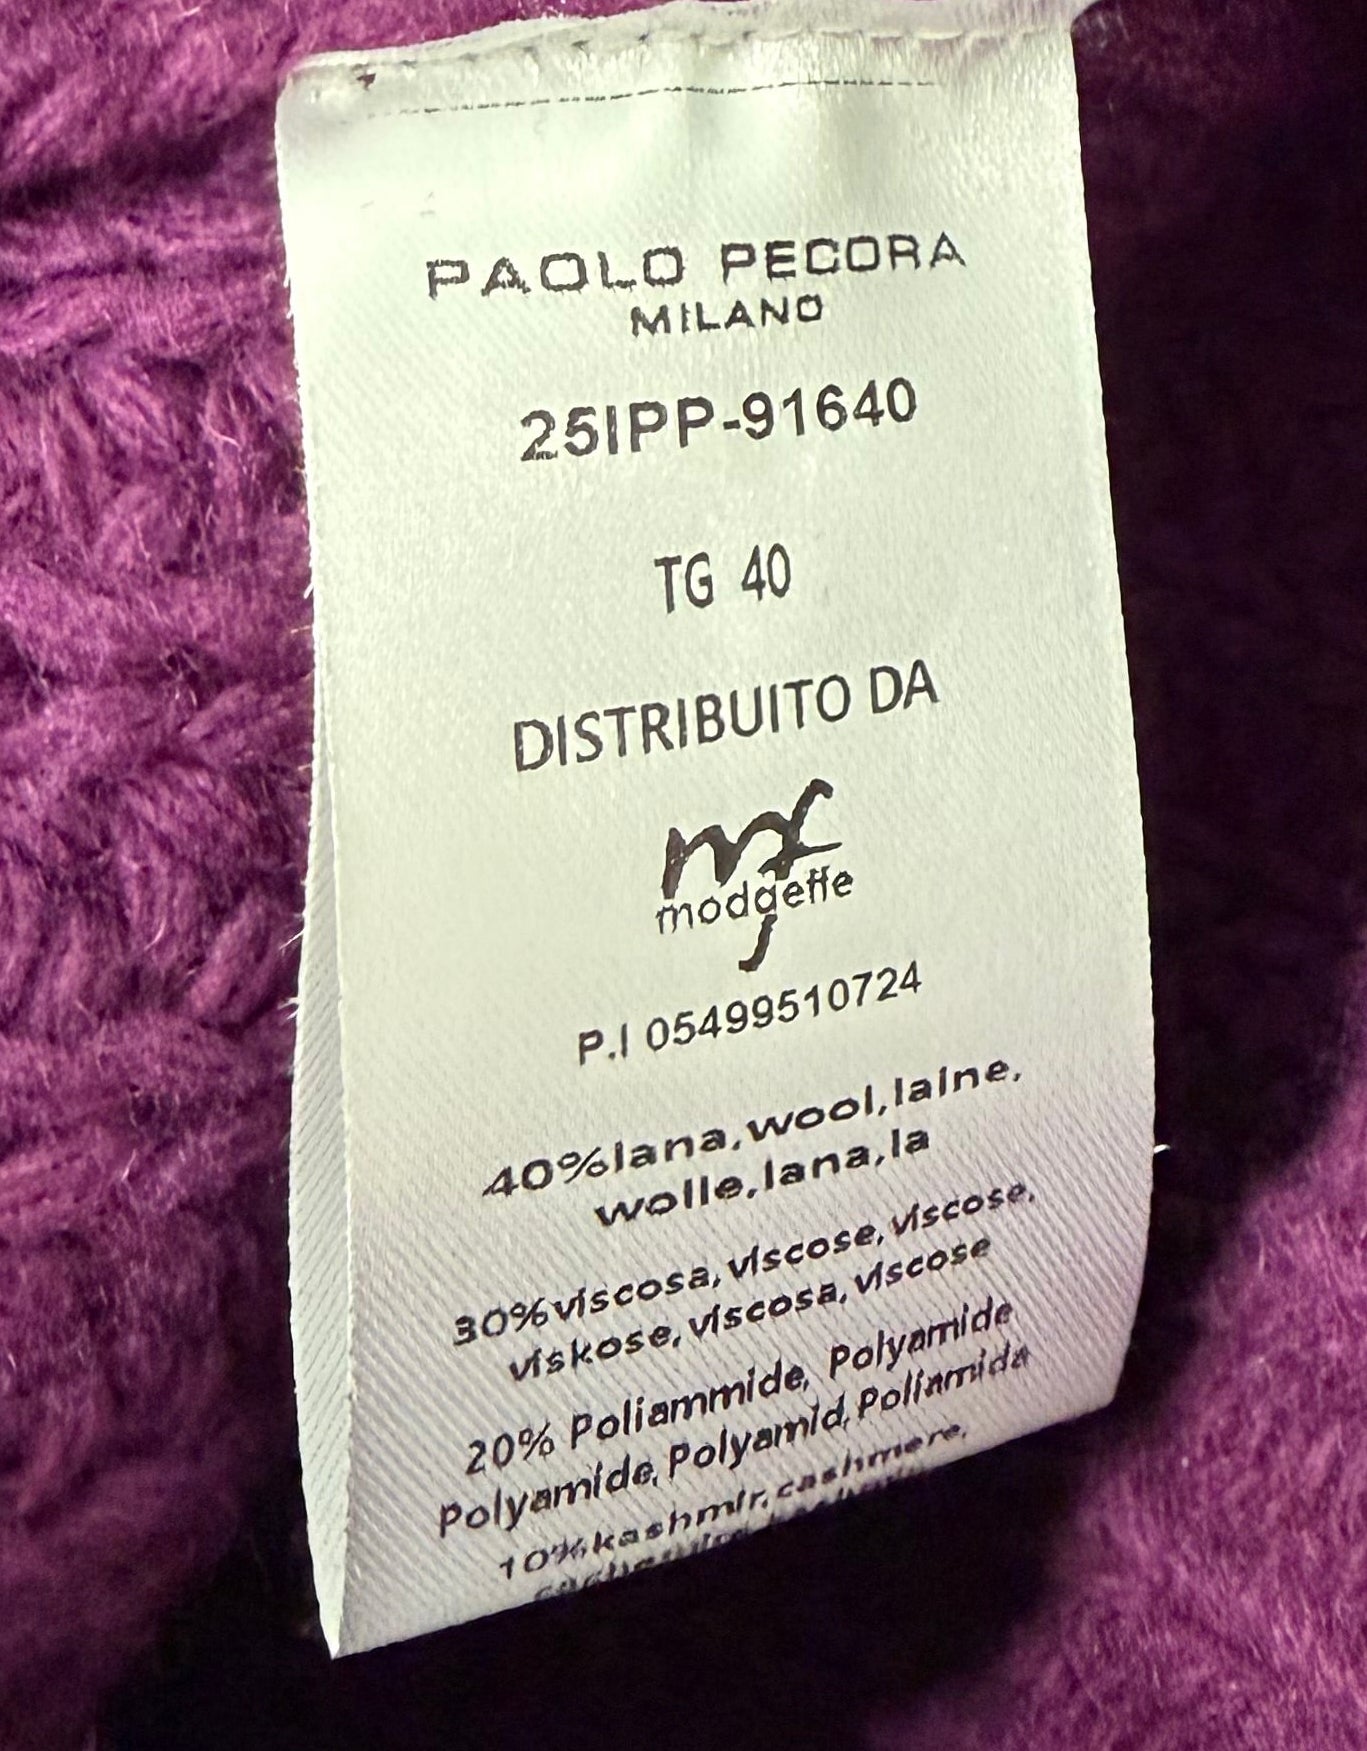 PAOLO PECORA
MILANO
25IPP-91640
TG 40
DISTRIBUITO DA
mf
modgeffe
P.I 05499510724
40%lana,wool,laine,
wolle,lana,la
30%viscosa,viscose,viscose,
viskose,viscosa,viscose
20% Poliammide, Polyamide
Polyamide,Polyamid,Poliamida
10%kashmir,cashmere,